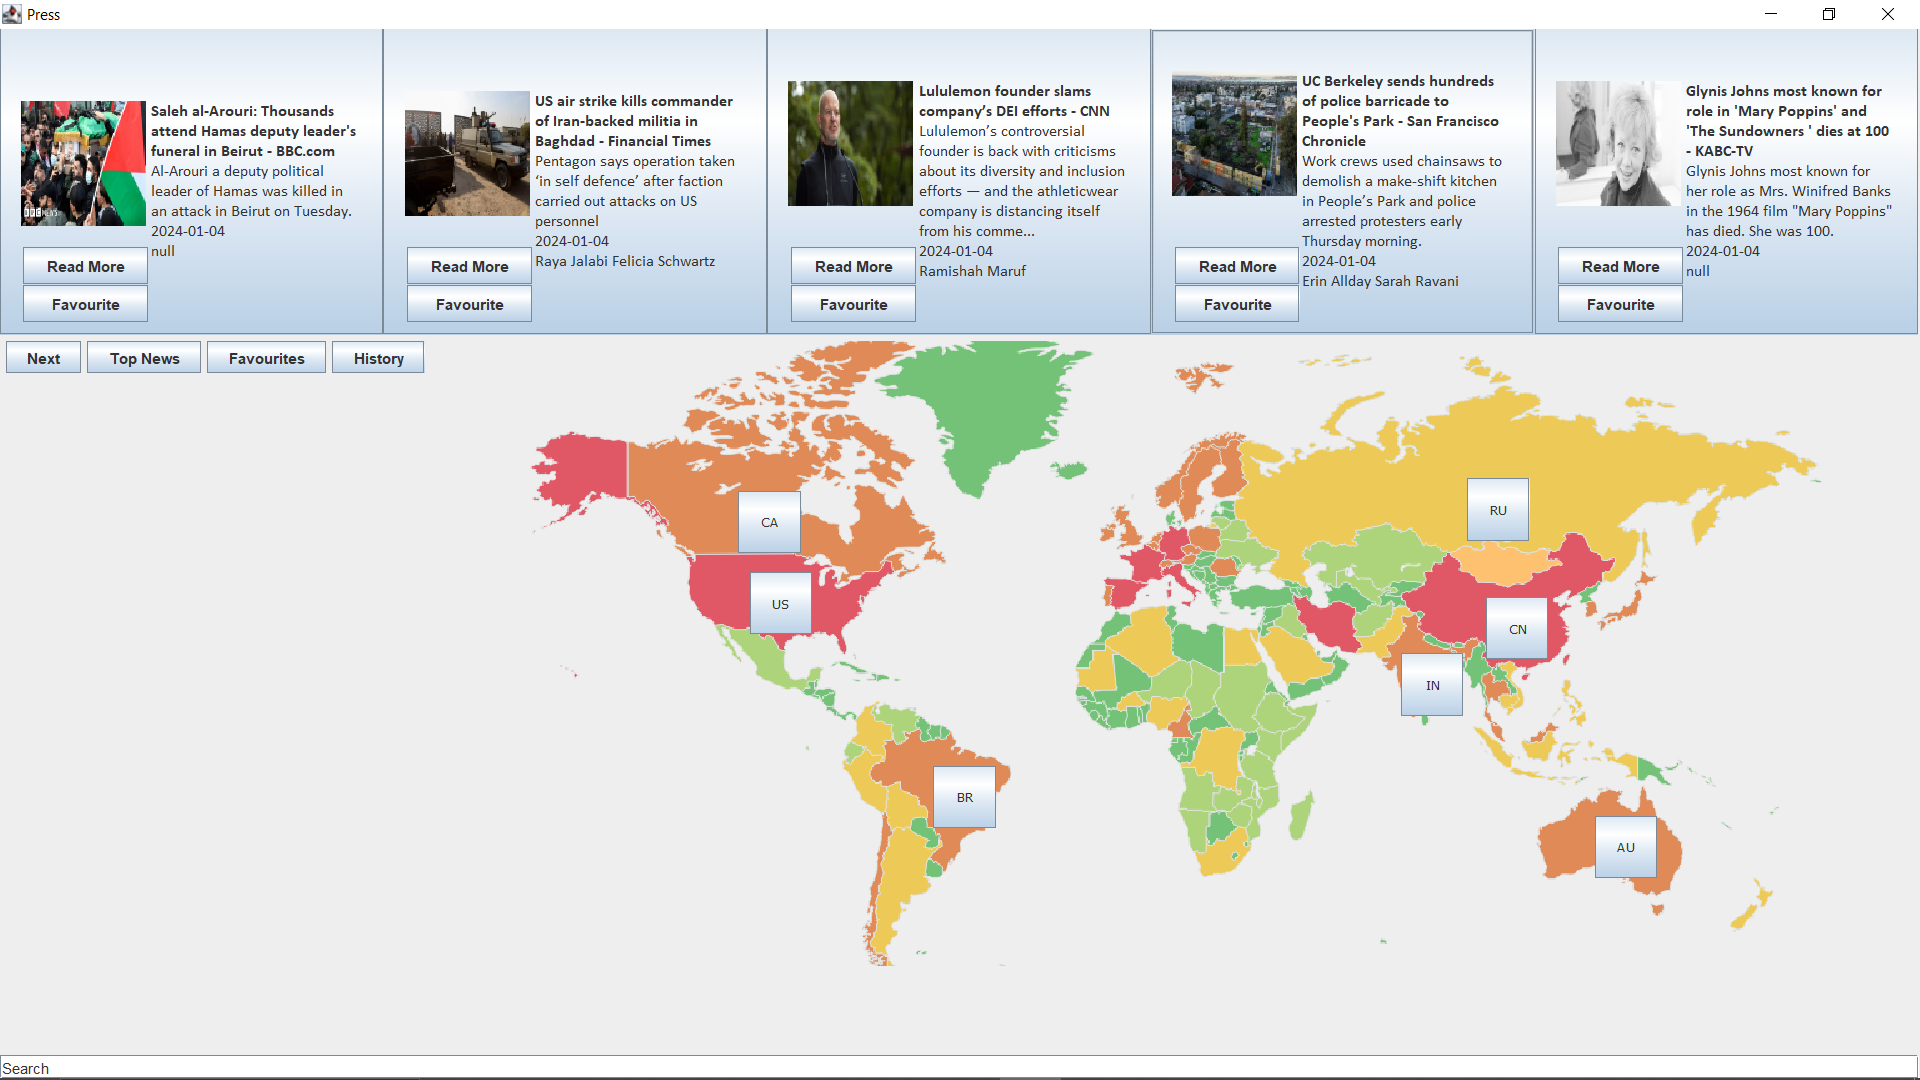 Press
Saleh al-Arouri: Thousands
attend Hamas deputy leader's
funeral in Beirut - BBC.com
Al-Arouri a deputy political
leader of Hamas was killed in
an attack in Beirut on Tuesday.
2024-01-04
null
BBC NEWS
Read More
Favourite
US air strike kills commander
of Iran-backed militia in
Baghdad - Financial Times
Pentagon says operation taken
‘in self defence’ after faction
carried out attacks on US
personnel
2024-01-04
Raya Jalabi Felicia Schwartz
Read More
Favourite
Lululemon founder slams
company’s DEI efforts - CNN
Lululemon’s controversial
founder is back with criticisms
about its diversity and inclusion
efforts — and the athleticwear
company is distancing itself
from his comme...
2024-01-04
Ramishah Maruf
Read More
Favourite
UC Berkeley sends hundreds
of police barricade to
People's Park - San Francisco
Chronicle
Work crews used chainsaws to
demolish a make-shift kitchen
in People’s Park and police
arrested protesters early
Thursday morning.
2024-01-04
Erin Allday Sarah Ravani
Read More
Favourite
Glynis Johns most known for
role in 'Mary Poppins' and
'The Sundowners ' dies at 100
- KABC-TV
Glynis Johns most known for
her role as Mrs. Winifred Banks
in the 1964 film "Mary Poppins"
has died. She was 100.
2024-01-04
null
Read More
Favourite
Next
Top News
Favourites
History
CA
RU
US
CN
IN
BR
AU
Search